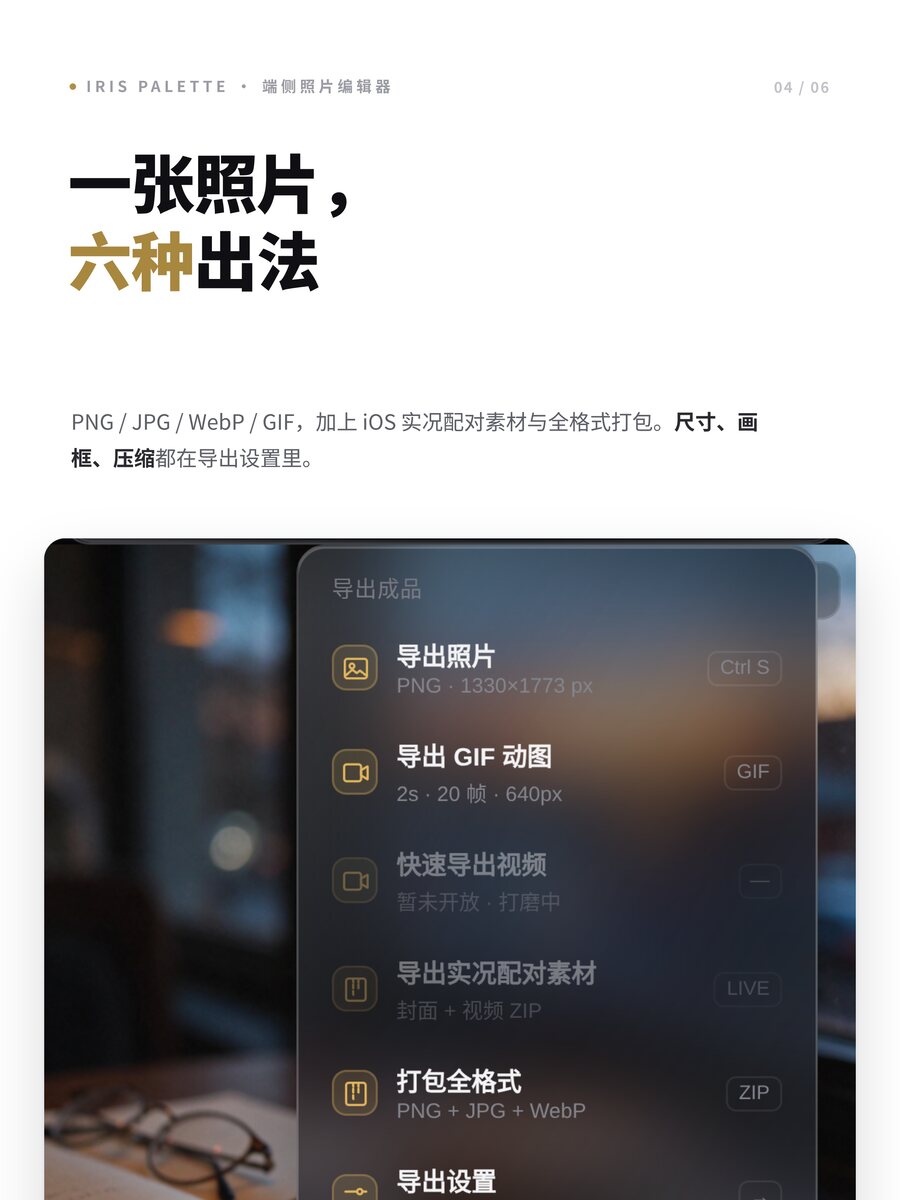 IRIS PALETTE · 端侧照片编辑器
04 / 06
一张照片，
六种出法
PNG / JPG / WebP / GIF，加上 iOS 实况配对素材与全格式打包。尺寸、画
框、压缩都在导出设置里。
导出成品
导出照片
PNG · 1330×1773 px
Ctrl S
导出 GIF 动图
2s · 20 帧 · 640px
GIF
快速导出视频
暂未开放 · 打磨中
—
导出实况配对素材
封面 + 视频 ZIP
LIVE
打包全格式
PNG + JPG + WebP
ZIP
导出设置